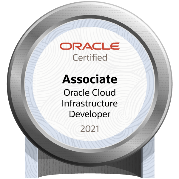 ORACLE
Certified
Associate
Oracle Cloud
Infrastructure
Developer
2021